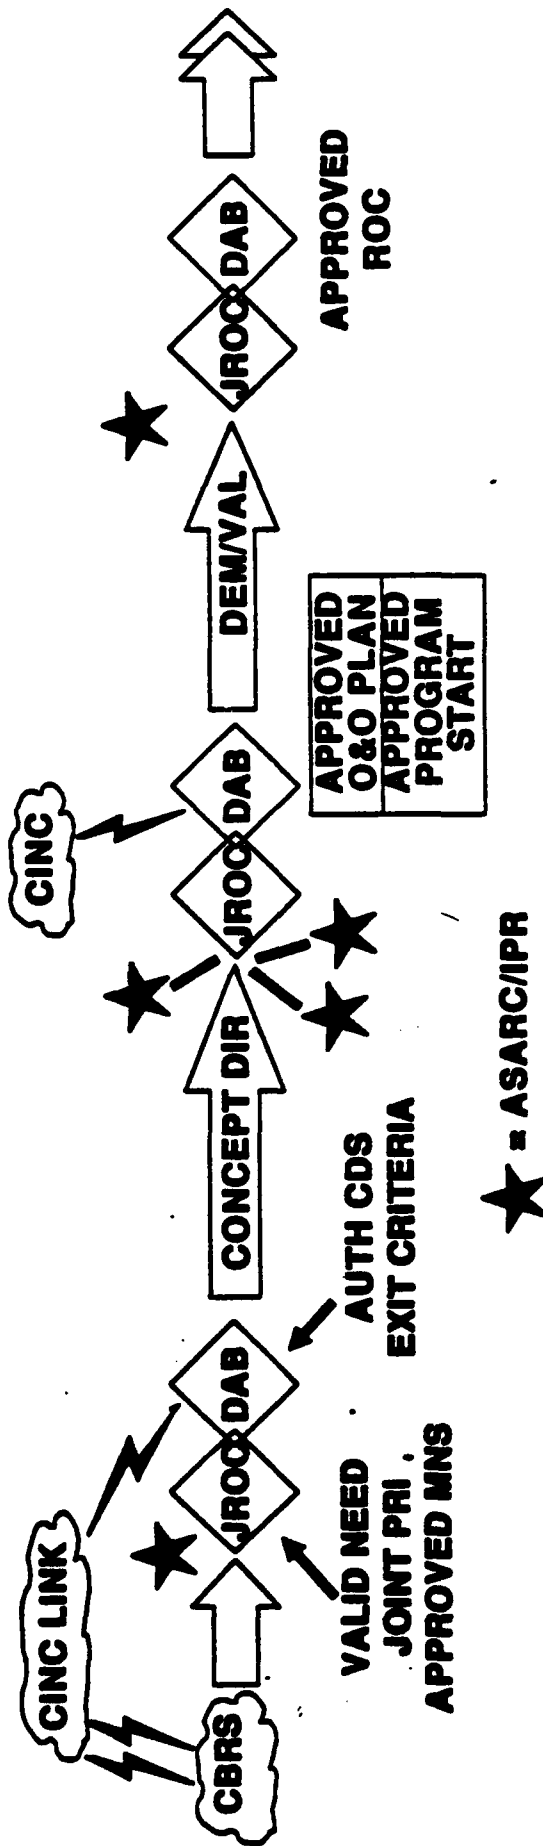 CBRS
CINC LINK
JROC DAB
VALID NEED
JOINT PRI
APPROVED MNS
AUTH CDS
EXIT CRITERIA
CONCEPT DIR
CINC
JROC DAB
APPROVED
O&O PLAN
APPROVED
PROGRAM
START
DEM/VAL
JROC DAB
APPROVED
ROC
= ASARC/IPR